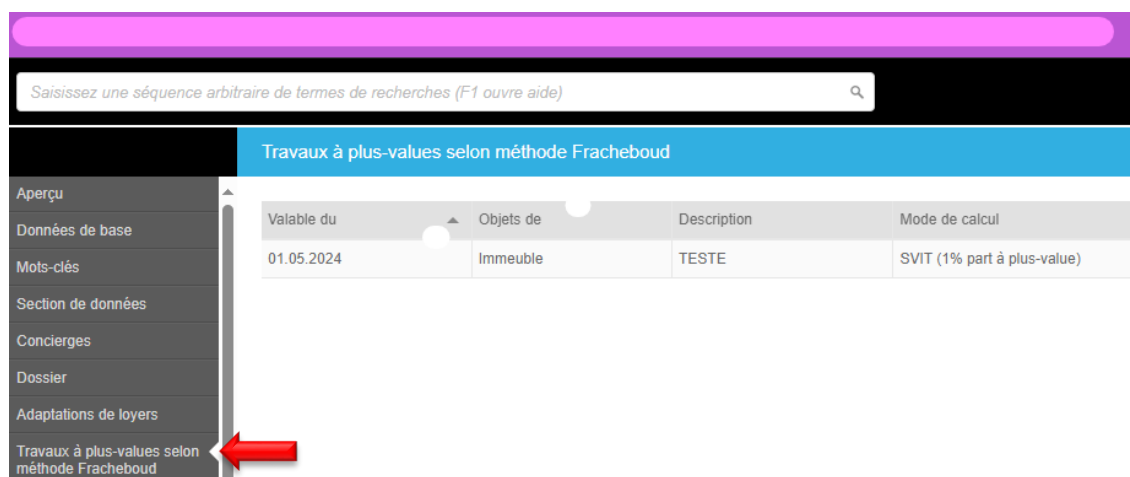 Saisissez une séquence arbitraire de termes de recherches (F1 ouvre aide)
Travaux à plus-values selon méthode Fracheboud
Aperçu
Données de base
Mots-clés
Section de données
Concierges
Dossier
Adaptations de loyers
Travaux à plus-values selon
méthode Fracheboud
Valable du Objets de Description Mode de calcul
01.05.2024 Immeuble TESTE SVIT (1% part à plus-value)